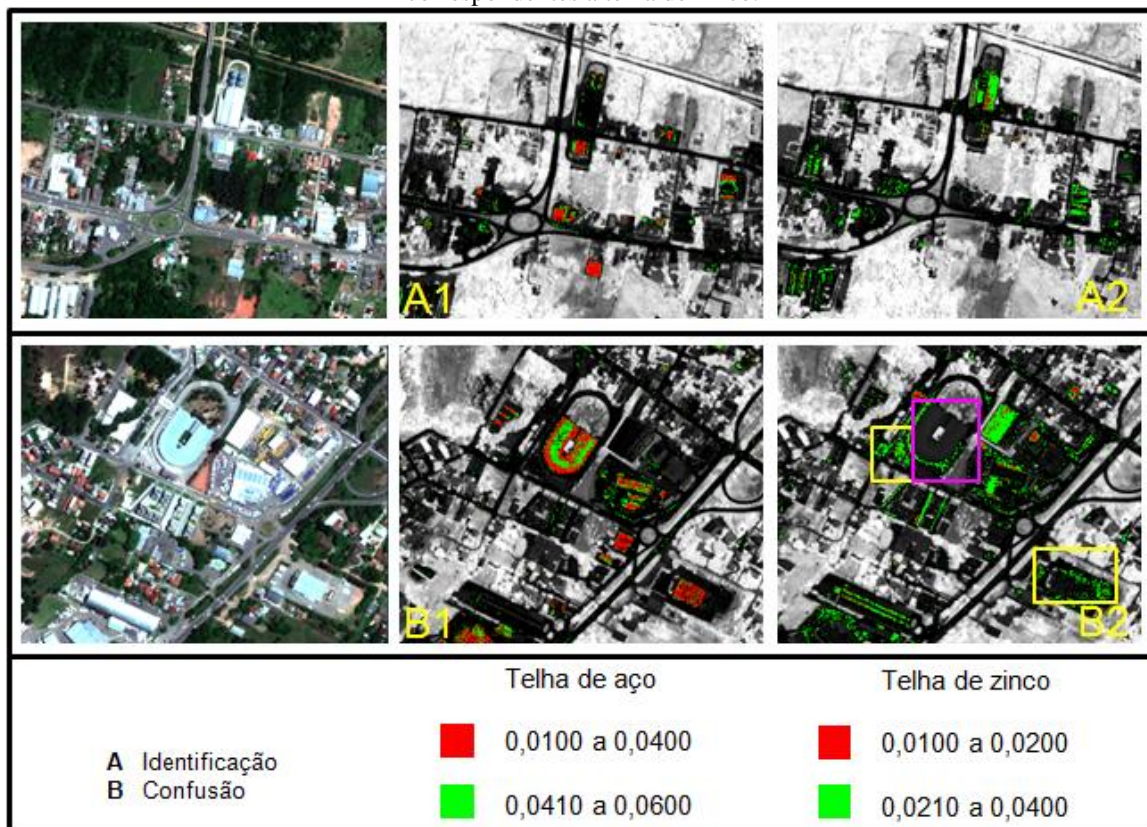 A1
A2
B1
B2
Telha de aço
Telha de zinco
0,0100 a 0,0400
0,0100 a 0,0200
A Identificação
B Confusão
0,0410 a 0,0600
0,0210 a 0,0400